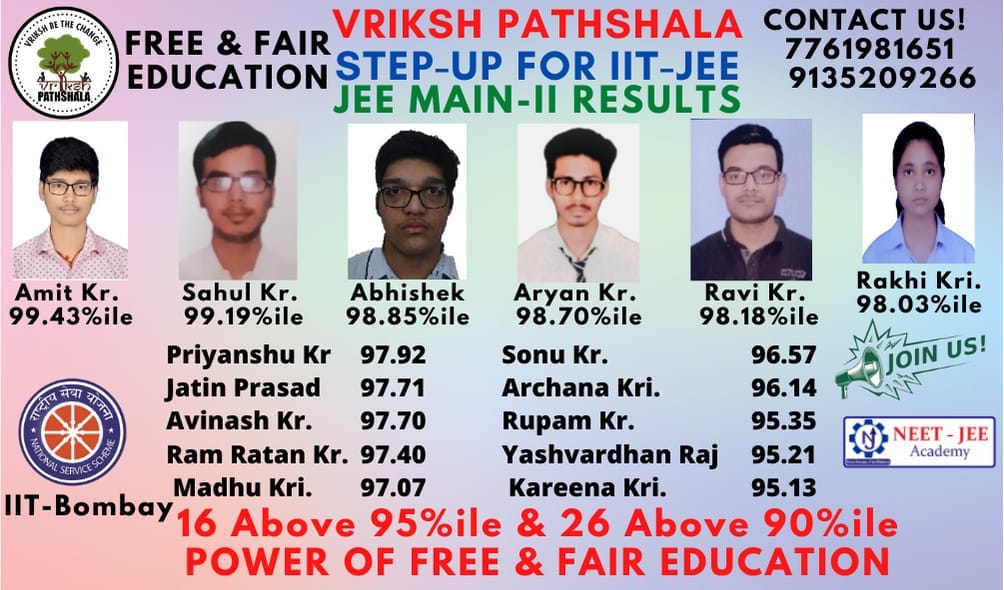 VRIKSH BE THE CHANGE
vriksh
PATHSHALA
FREE & FAIR
EDUCATION
VRIKSH PATHSHALA
STEP-UP FOR IIT-JEE
JEE MAIN-II RESULTS
CONTACT US!
7761981651
9135209266
Amit Kr.
99.43%ile
Sahul Kr.
99.19%ile
Abhishek
98.85%ile
Aryan Kr.
98.70%ile
Ravi Kr.
98.18%ile
Rakhi Kri.
98.03%ile
Priyanshu Kr 97.92
Jatin Prasad 97.71
Avinash Kr. 97.70
Ram Ratan Kr. 97.40
Madhu Kri. 97.07
Sonu Kr. 96.57
Archana Kri. 96.14
Rupam Kr. 95.35
Yashvardhan Raj 95.21
Kareena Kri. 95.13
JOIN US!
राष्ट्रीय सेवा योजना
NATIONAL SERVICE SCHEME
IIT-Bombay
NEET - JEE
Academy
16 Above 95%ile & 26 Above 90%ile
POWER OF FREE & FAIR EDUCATION